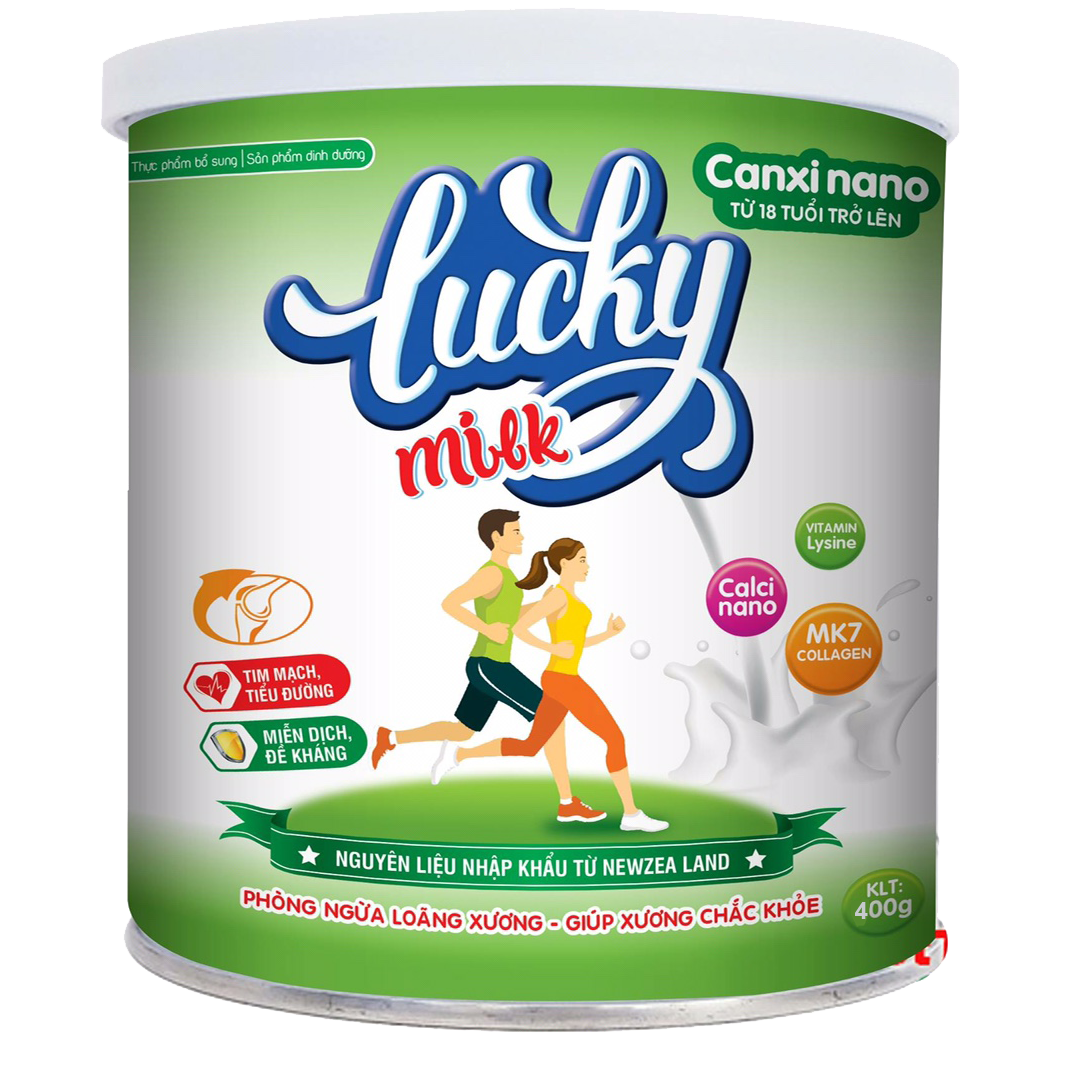 Thực phẩm bổ sung | Sản phẩm dinh dưỡng
Canxi nano
TỪ 18 TUỔI TRỞ LÊN
lucky
milk
VITAMIN
Lysine
Calci
nano
MK7
COLLAGEN
TIM MẠCH,
TIỂU ĐƯỜNG
MIỄN DỊCH,
ĐỀ KHÁNG
NGUYÊN LIỆU NHẬP KHẨU TỪ NEWZEA LAND
PHÒNG NGỪA LOÃNG XƯƠNG - GIÚP XƯƠNG CHẮC KHỎE
KLT:
400g